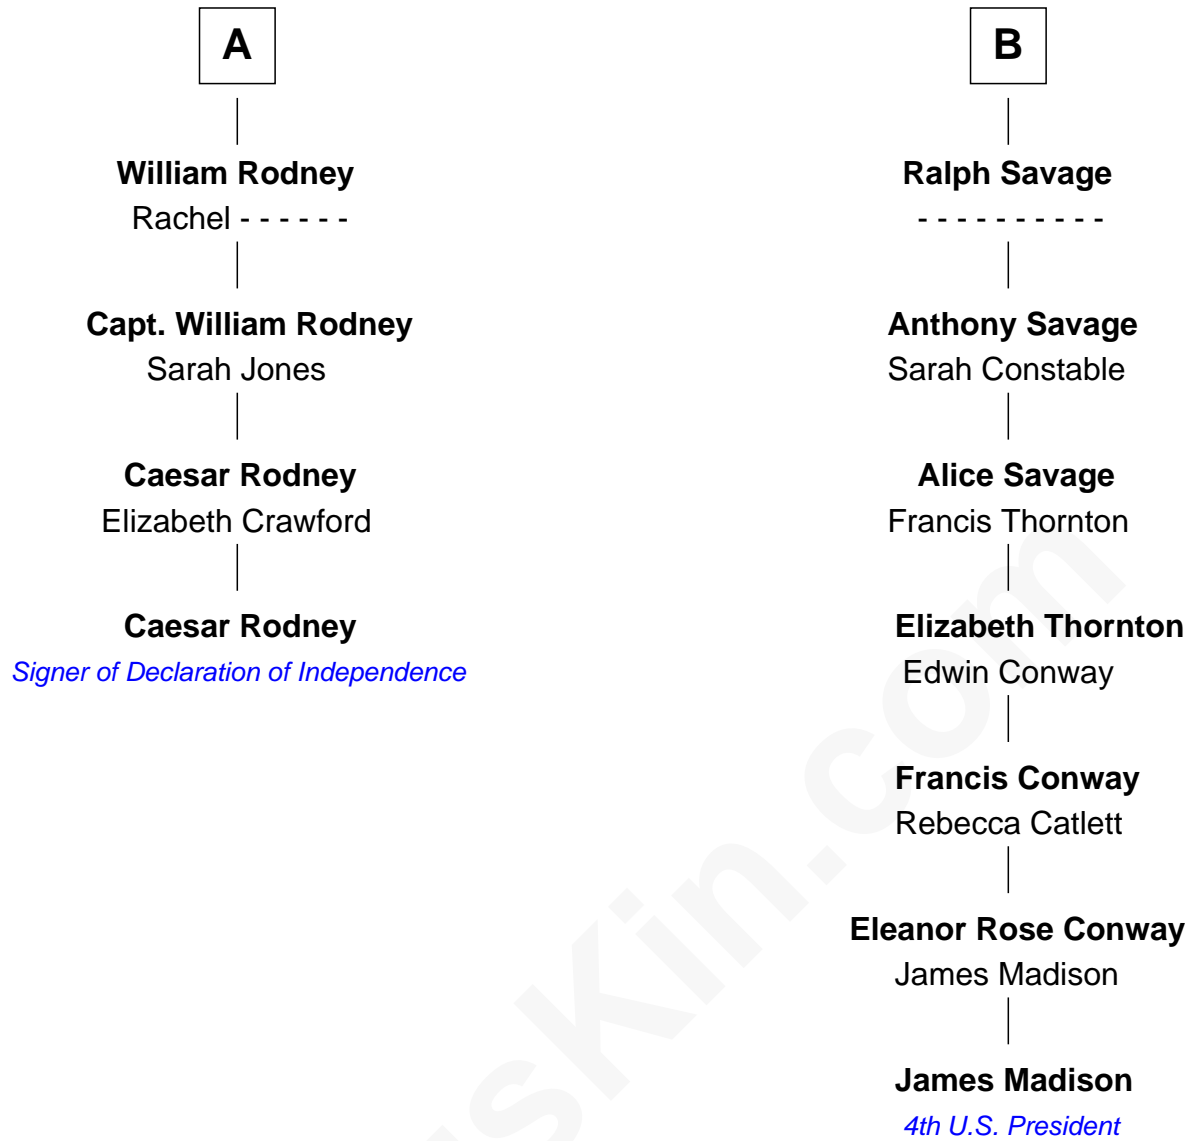 A
William Rodney
Rachel - - - - - -
Capt. William Rodney
Sarah Jones
Caesar Rodney
Elizabeth Crawford
Caesar Rodney
Signer of Declaration of Independence
B
Ralph Savage
- - - - - - - - - -
Anthony Savage
Sarah Constable
Alice Savage
Francis Thornton
Elizabeth Thornton
Edwin Conway
Francis Conway
Rebecca Catlett
Eleanor Rose Conway
James Madison
James Madison
4th U.S. President